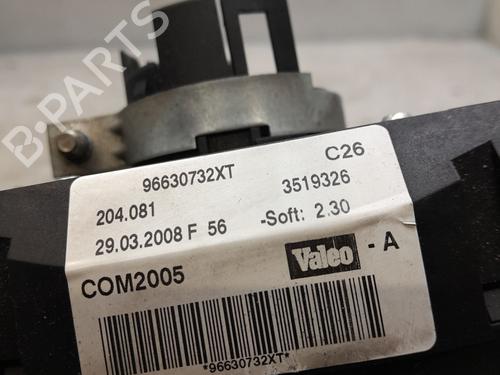 B-PARTS
96630732XT C26
204.081 3519326
29.03.2008 F 56 -Soft: 2.30
COM2005 Valeo - A
*96630732XT*